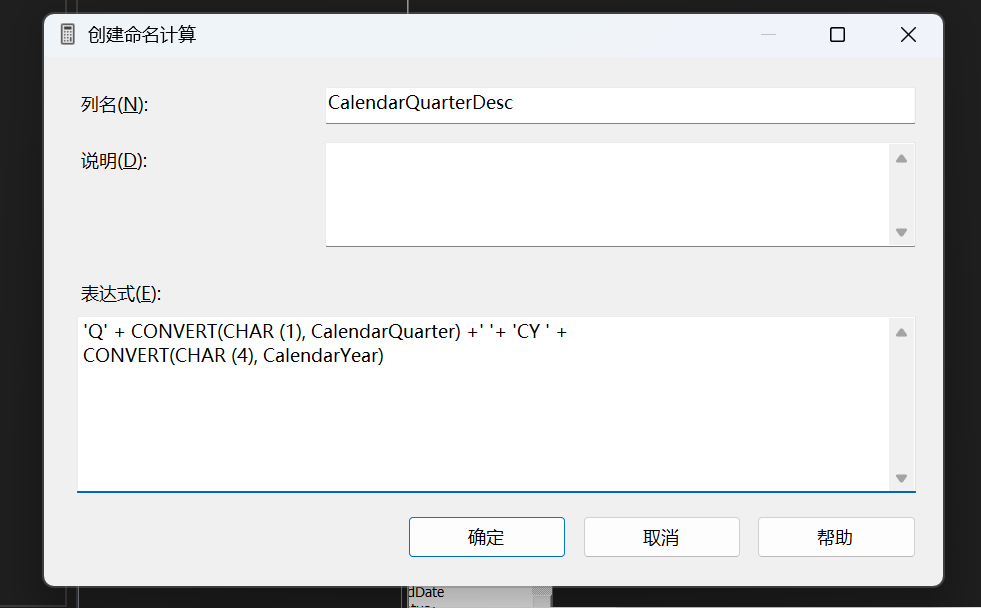 创建命名计算
列名(N):
CalendarQuarterDesc
说明(D):
表达式(E):
'Q' + CONVERT(CHAR (1), CalendarQuarter) +' '+ 'CY ' +
CONVERT(CHAR (4), CalendarYear)
确定
取消
帮助
dDate